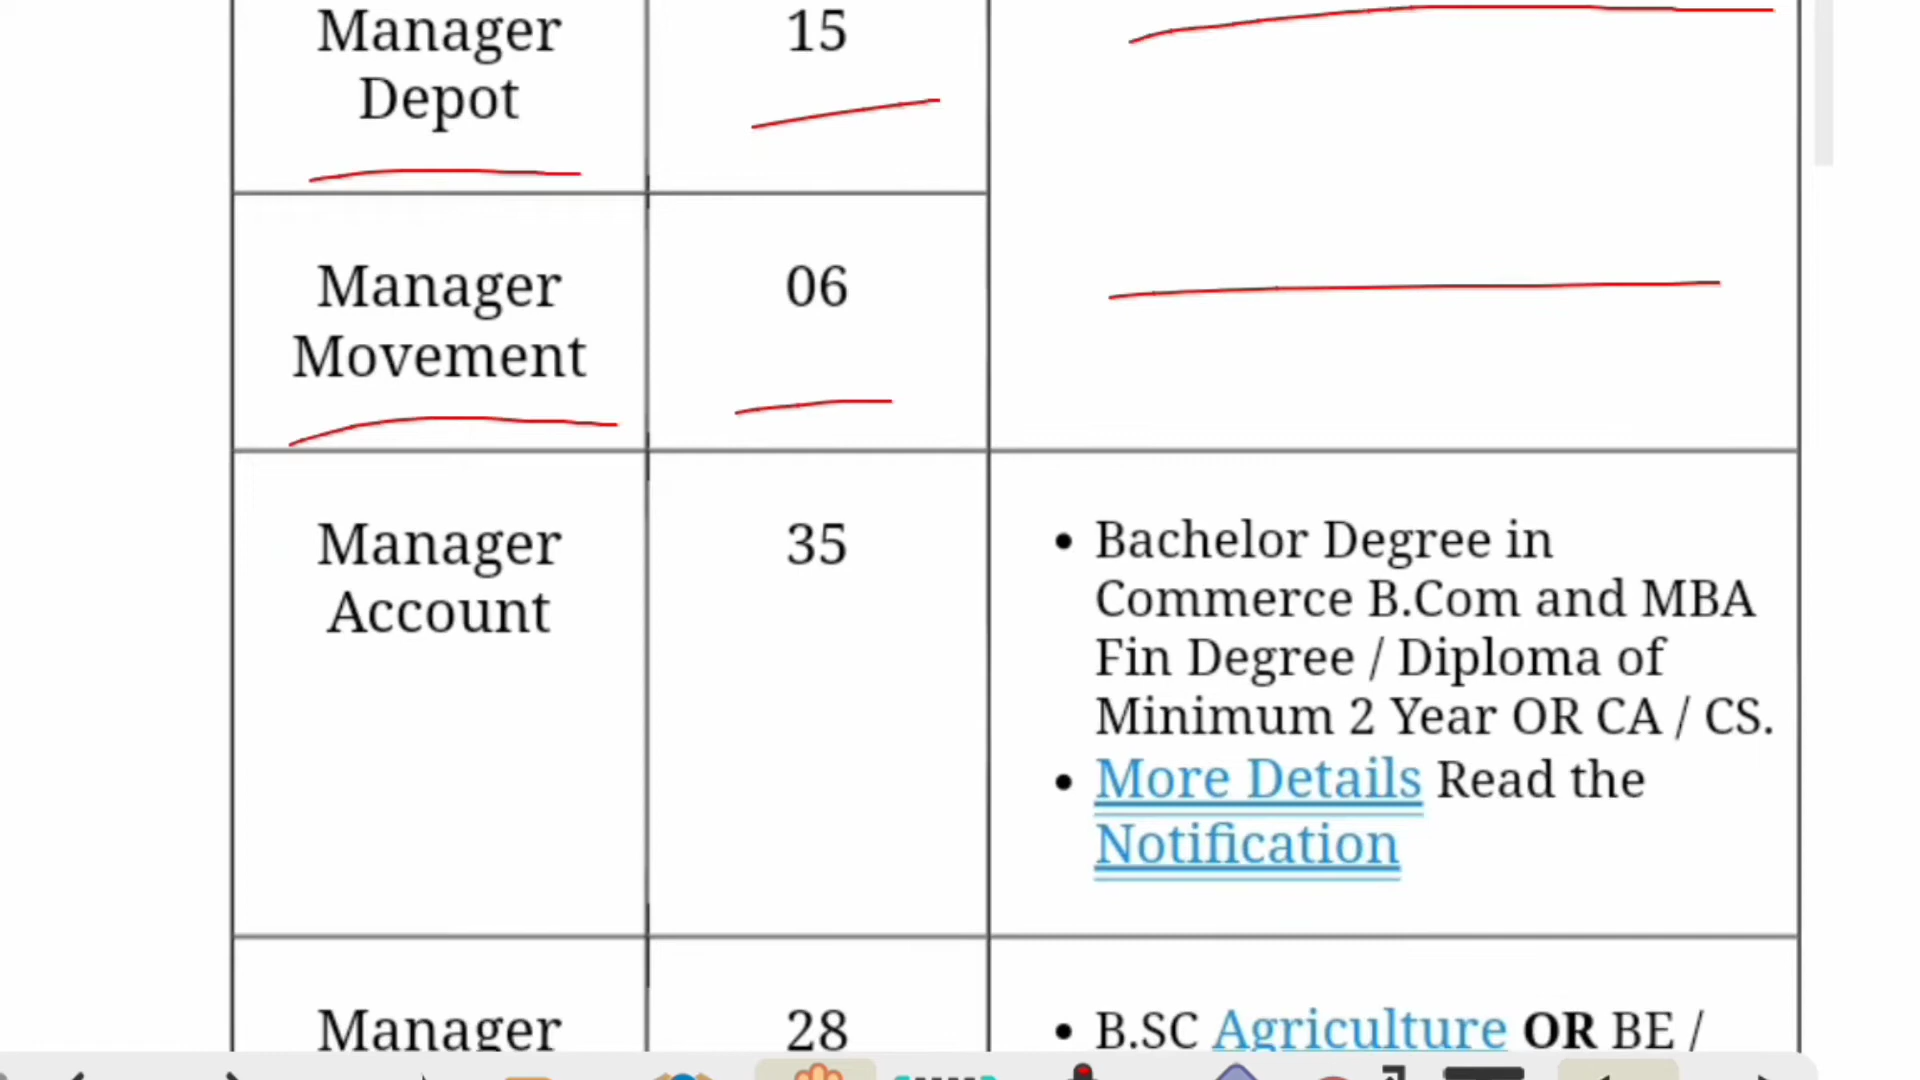 Manager
Depot
15
Manager
Movement
06
Manager
Account
35
• Bachelor Degree in
Commerce B.Com and MBA
Fin Degree / Diploma of
Minimum 2 Year OR CA / CS.
• More Details Read the
Notification
Manager
28
• B.SC Agriculture OR BE /